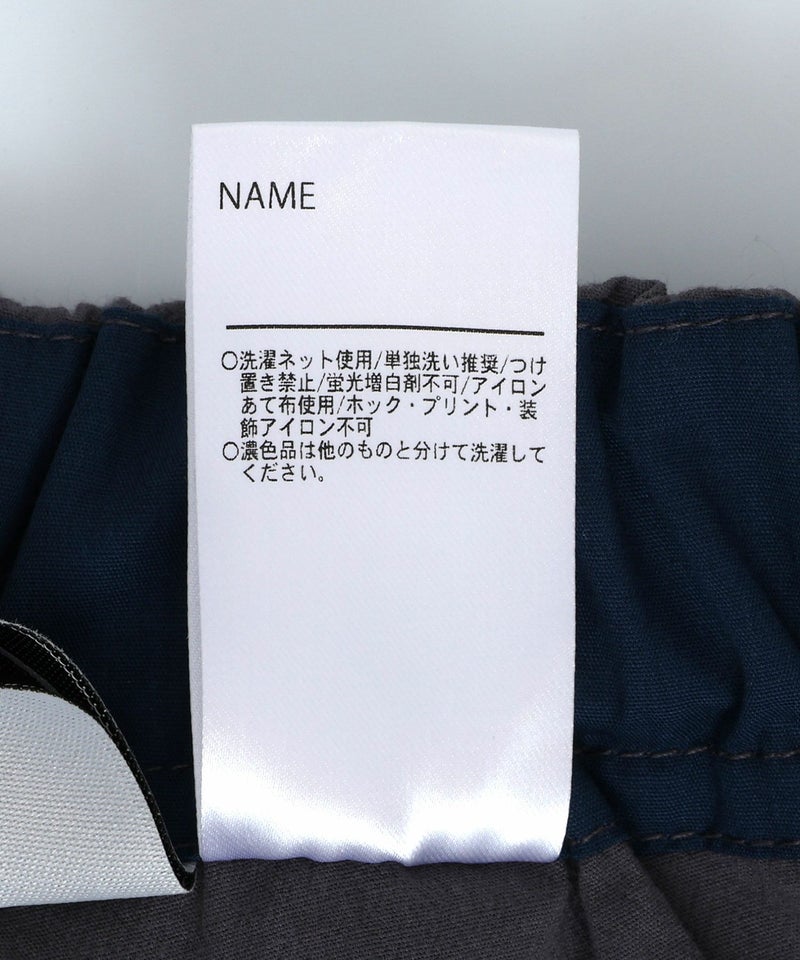 NAME
○洗濯ネット使用/単独洗い推奨/つけ
置き禁止/蛍光増白剤不可/アイロン
あて布使用/ホック・プリント・装
飾アイロン不可
○濃色品は他のものと分けて洗濯して
ください。